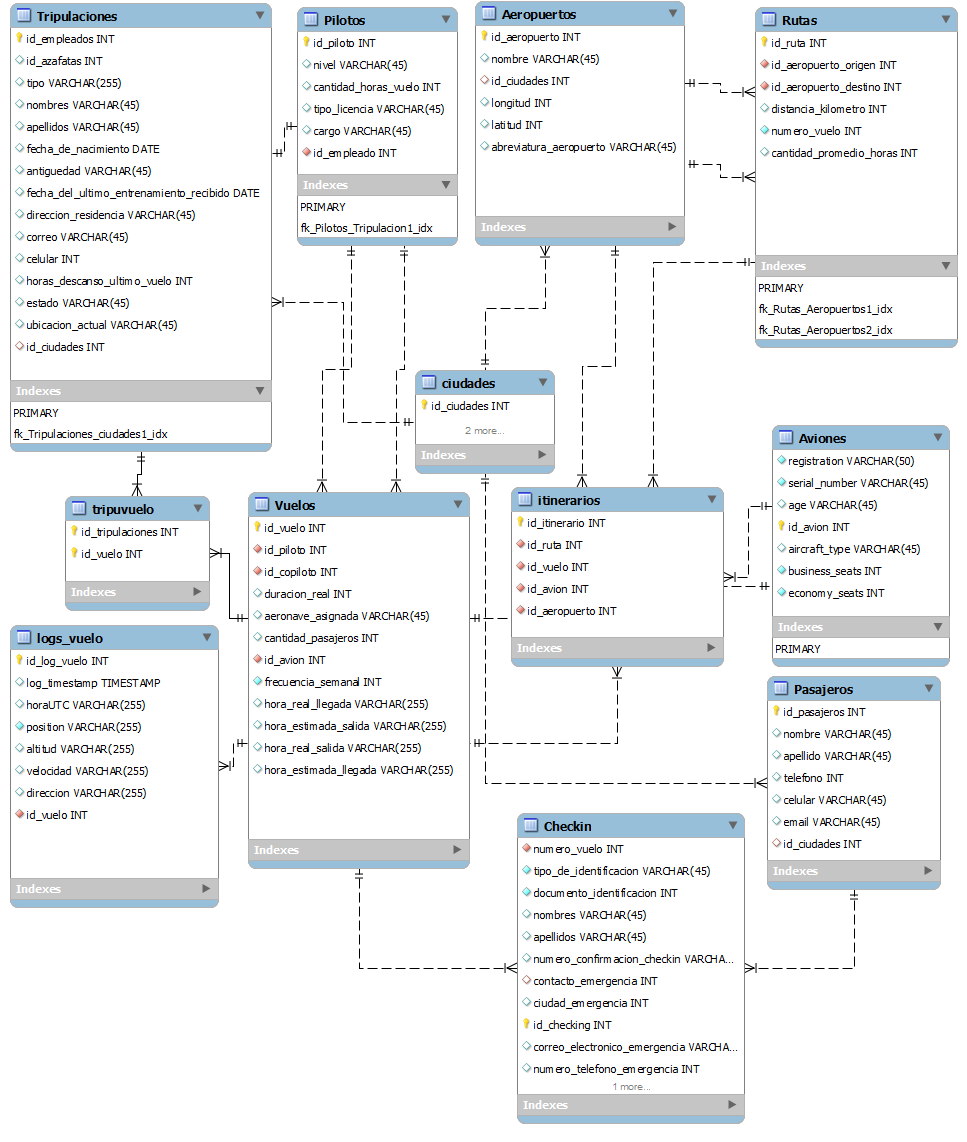 Tripulaciones
id_empleados INT
id_azafatas INT
tipo VARCHAR(255)
nombres VARCHAR(45)
apellidos VARCHAR(45)
fecha_de_nacimiento DATE
antiguedad VARCHAR(45)
fecha_del_ultimo_entrenamiento_recibido DATE
direccion_residencia VARCHAR(45)
correo VARCHAR(45)
celular INT
horas_descanso_ultimo_vuelo INT
estado VARCHAR(45)
ubicacion_actual VARCHAR(45)
id_ciudades INT
Indexes
PRIMARY
fk_Tripulaciones_ciudades1_idx
Pilotos
id_piloto INT
nivel VARCHAR(45)
cantidad_horas_vuelo INT
tipo_licencia VARCHAR(45)
cargo VARCHAR(45)
id_empleado INT
Indexes
PRIMARY
fk_Pilotos_Tripulacion1_idx
Aeropuertos
id_aeropuerto INT
nombre VARCHAR(45)
id_ciudades INT
longitud INT
latitud INT
abreviatura_aeropuerto VARCHAR(45)
Indexes
Rutas
id_ruta INT
id_aeropuerto_origen INT
id_aeropuerto_destino INT
distancia_kilometro INT
numero_vuelo INT
cantidad_promedio_horas INT
Indexes
PRIMARY
fk_Rutas_Aeropuertos1_idx
fk_Rutas_Aeropuertos2_idx
ciudades
id_ciudades INT
2 more...
Indexes
Aviones
registration VARCHAR(50)
serial_number VARCHAR(45)
age VARCHAR(45)
id_avion INT
aircraft_type VARCHAR(45)
business_seats INT
economy_seats INT
Indexes
PRIMARY
tripuvuelo
id_tripulaciones INT
id_vuelo INT
Indexes
Vuelos
id_vuelo INT
id_piloto INT
id_copiloto INT
duracion_real INT
aeronave_asignada VARCHAR(45)
cantidad_pasajeros INT
id_avion INT
frecuencia_semanal INT
hora_real_llegada VARCHAR(255)
hora_estimada_salida VARCHAR(255)
hora_real_salida VARCHAR(255)
hora_estimada_llegada VARCHAR(255)
Indexes
itinerarios
id_itinerario INT
id_ruta INT
id_vuelo INT
id_avion INT
id_aeropuerto INT
Indexes
logs_vuelo
id_log_vuelo INT
log_timestamp TIMESTAMP
horaUTC VARCHAR(255)
position VARCHAR(255)
altitud VARCHAR(255)
velocidad VARCHAR(255)
direccion VARCHAR(255)
id_vuelo INT
Indexes
Pasajeros
id_pasajeros INT
nombre VARCHAR(45)
apellido VARCHAR(45)
telefono INT
celular VARCHAR(45)
email VARCHAR(45)
id_ciudades INT
Indexes
Checkin
numero_vuelo INT
tipo_de_identificacion VARCHAR(45)
documento_identificacion INT
nombres VARCHAR(45)
apellidos VARCHAR(45)
numero_confirmacion_checkin VARCHA...
contacto_emergencia INT
ciudad_emergencia INT
id_checking INT
correo_electronico_emergencia VARCHA...
numero_telefono_emergencia INT
1 more...
Indexes